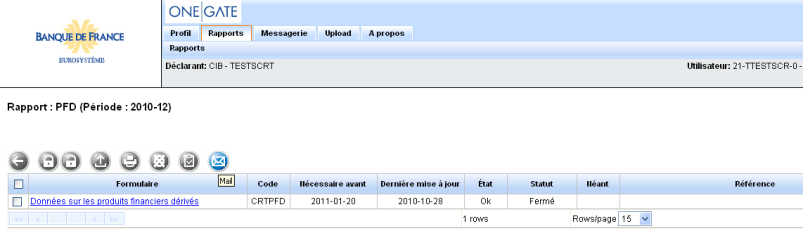 ONEGATE
BANQUE DE FRANCE
EUROSYSTÈME
Profil Rapports Messagerie Upload A propos
Rapports
Déclarant: CIB - TESTSCRT Utilisateur: 21-TTESTSCR-0 -
Rapport : PFD (Période : 2010-12)
Formulaire Code Nécessaire avant Dernière mise à jour État Statut Néant Référence
Mail
Données sur les produits financiers dérivés CRTPFD 2011-01-20 2010-10-28 Ok Fermé
1 rows Rows/page 15